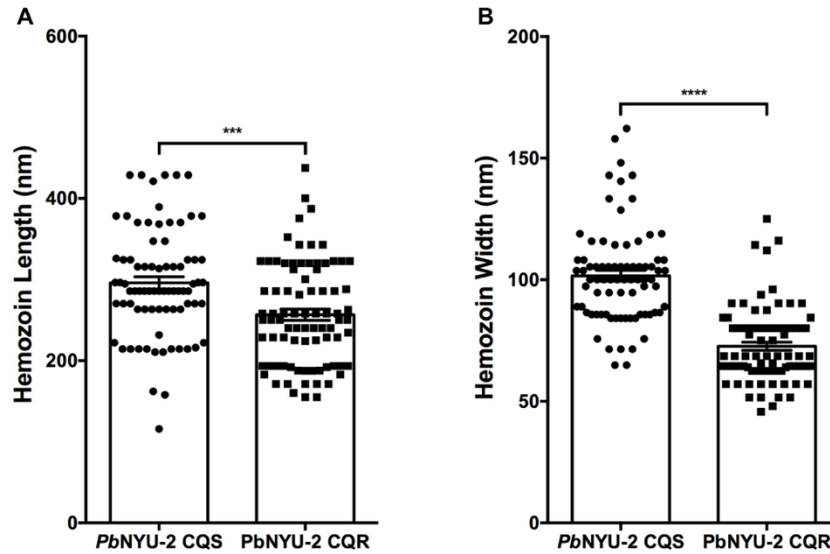 A
Hemozoin Length (nm)
600
400
200
0
***
PbNYU-2 CQS
PbNYU-2 CQR
B
Hemozoin Width (nm)
200
150
100
50
0
****
PbNYU-2 CQS
PbNYU-2 CQR